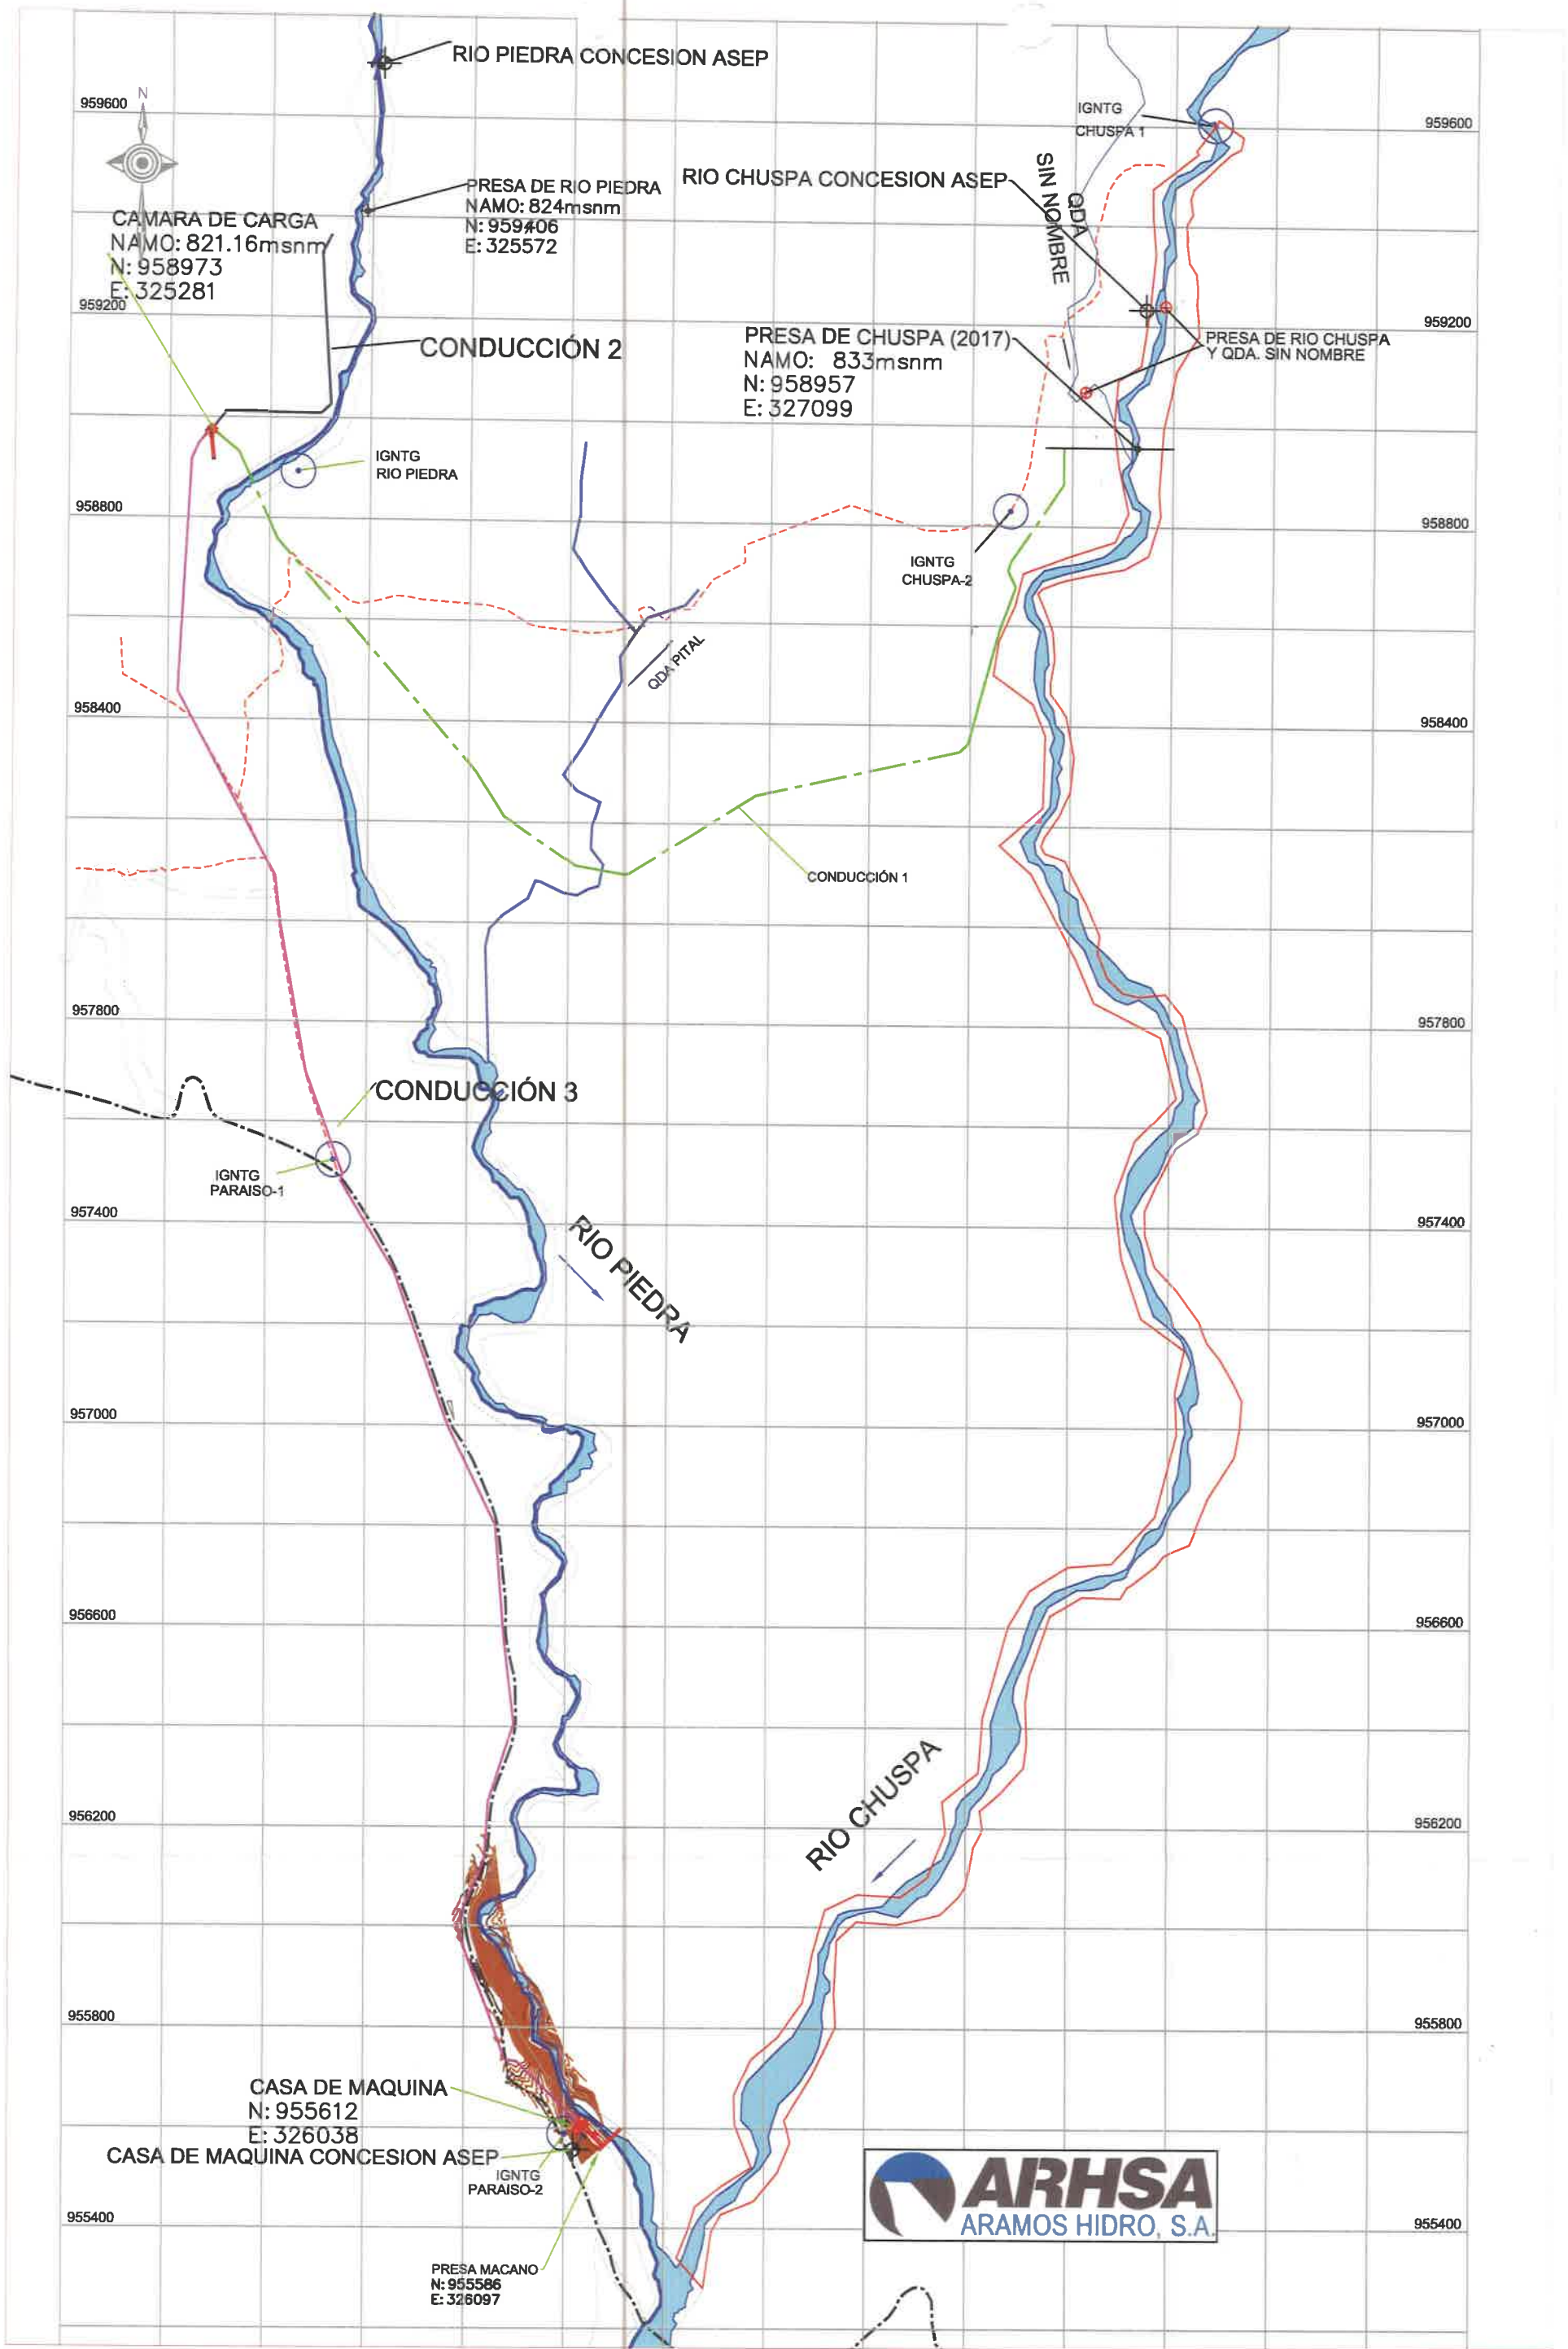 RIO PIEDRA CONCESION ASEP
N
959600
IGNTG
CHUSPA 1
959600
PRESA DE RIO PIEDRA
NAMO: 824msnm
N: 959406
E: 325572
RIO CHUSPA CONCESION ASEP
QDA
SIN NOMBRE
CAMARA DE CARGA
NAMO: 821.16msnm
N: 958973
E: 325281
959200
959200
CONDUCCIÓN 2
PRESA DE CHUSPA (2017)
NAMO: 833msnm
N: 958957
E: 327099
PRESA DE RIO CHUSPA
Y QDA. SIN NOMBRE
IGNTG
RIO PIEDRA
958800
958800
IGNTG
CHUSPA-2
QDA PITAL
958400
958400
CONDUCCIÓN 1
957800
957800
CONDUCCIÓN 3
IGNTG
PARAISO-1
957400
957400
RIO PIEDRA
957000
957000
956600
956600
RIO CHUSPA
956200
956200
955800
955800
CASA DE MAQUINA
N: 955612
E: 326038
CASA DE MAQUINA CONCESION ASEP
IGNTG
PARAISO-2
ARHSA
ARAMOS HIDRO, S.A.
955400
955400
PRESA MACANO
N: 955586
E: 326097